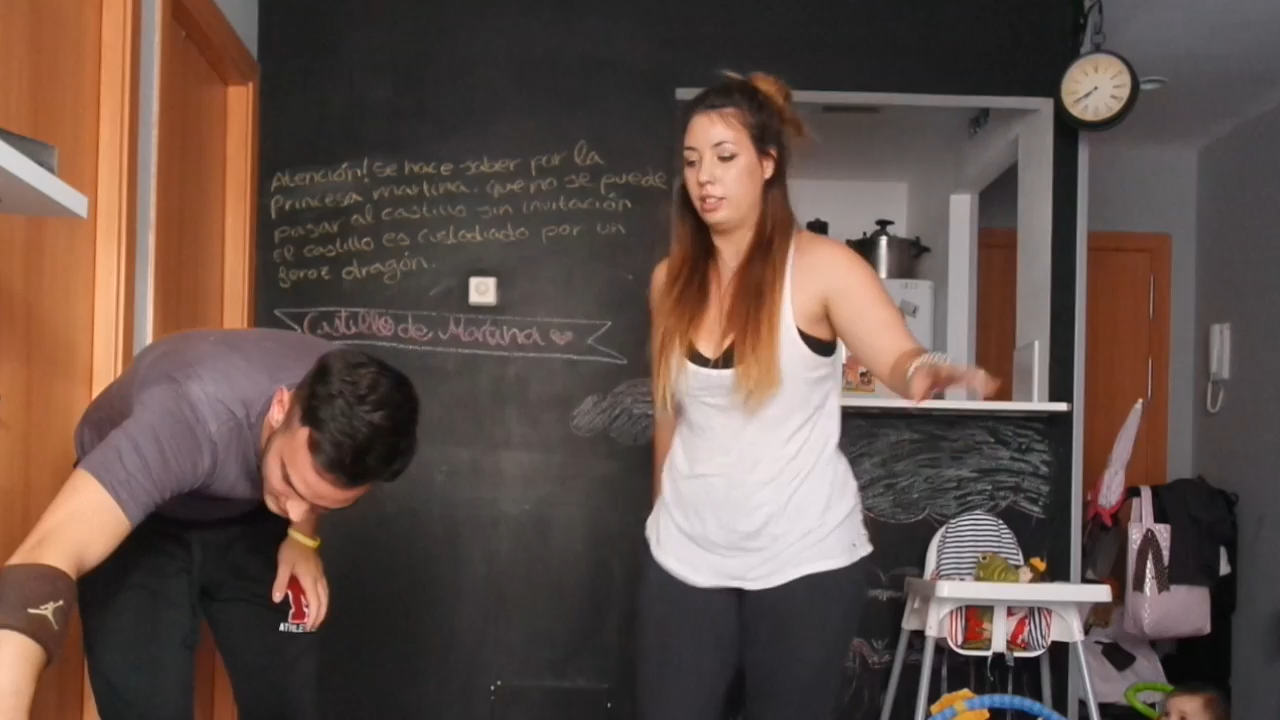 Atención! Se hace saber por la
Princesa martina. que no se puede
pasar al castillo sin invitación
el castillo es custodiado por un
feroz dragón.
Castillo de Martina
ATHLE